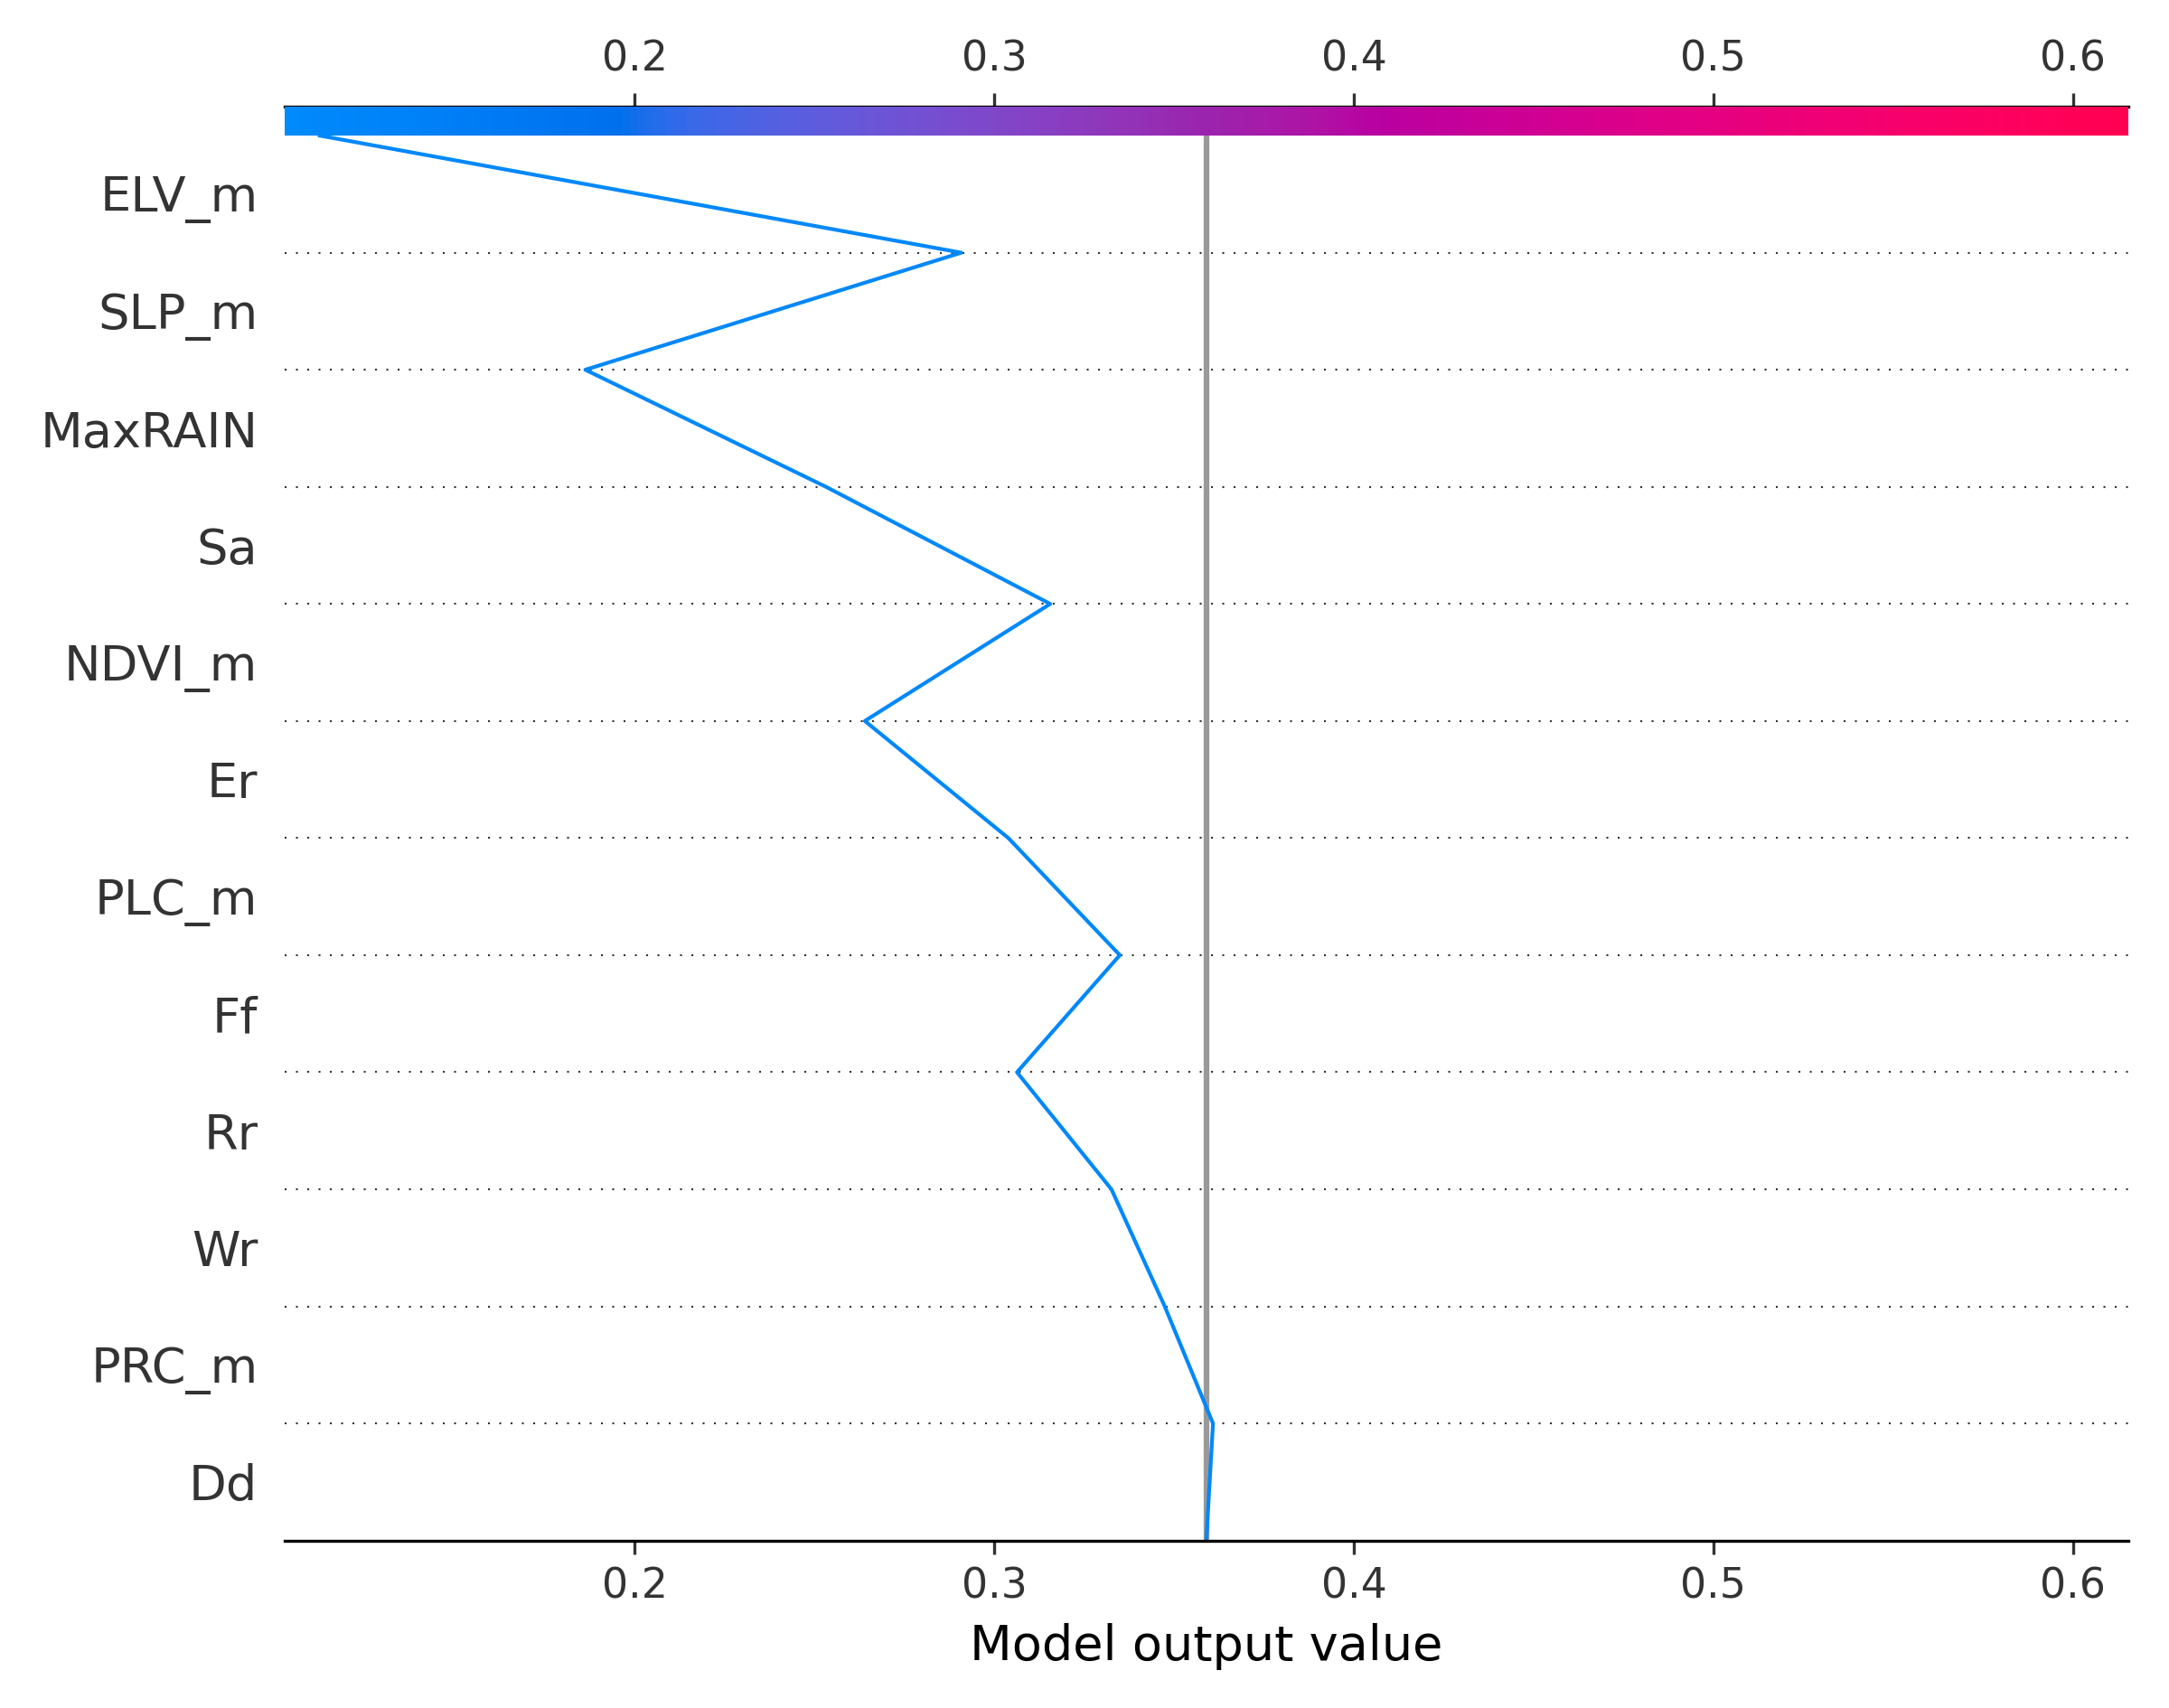 0.2 0.3 0.4 0.5 0.6
ELV_m
SLP_m
MaxRAIN
Sa
NDVI_m
Er
PLC_m
Ff
Rr
Wr
PRC_m
Dd
0.2 0.3 0.4 0.5 0.6
Model output value